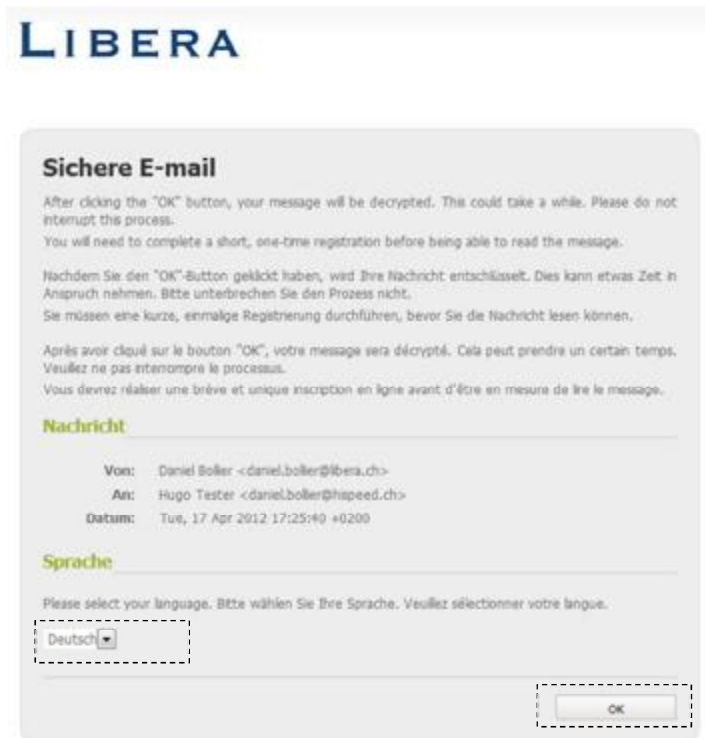 LIBERA
Sichere E-mail
After clicking the "OK" button, your message will be decrypted. This could take a while. Please do not
interrupt this process.
You will need to complete a short, one-time registration before being able to read the message.
Nachdem Sie den "OK"-Button geklickt haben, wird Ihre Nachricht entschlüsselt. Dies kann etwas Zeit in
Anspruch nehmen. Bitte unterbrechen Sie den Prozess nicht.
Sie müssen eine kurze, einmalige Registrierung durchführen, bevor Sie die Nachricht lesen können.
Après avoir cliqué sur le bouton "OK", votre message sera décrypté. Cela peut prendre un certain temps.
Veuillez ne pas interrompre le processus.
Vous devrez réaliser une brève et unique inscription en ligne avant d'être en mesure de lire le message.
Nachricht
Von: Daniel Boller <daniel.boller@libera.ch>
An: Hugo Tester <daniel.boller@hispeed.ch>
Datum: Tue, 17 Apr 2012 17:25:40 +0200
Sprache
Please select your language. Bitte wählen Sie Ihre Sprache. Veuillez sélectionner votre langue.
Deutsch
OK